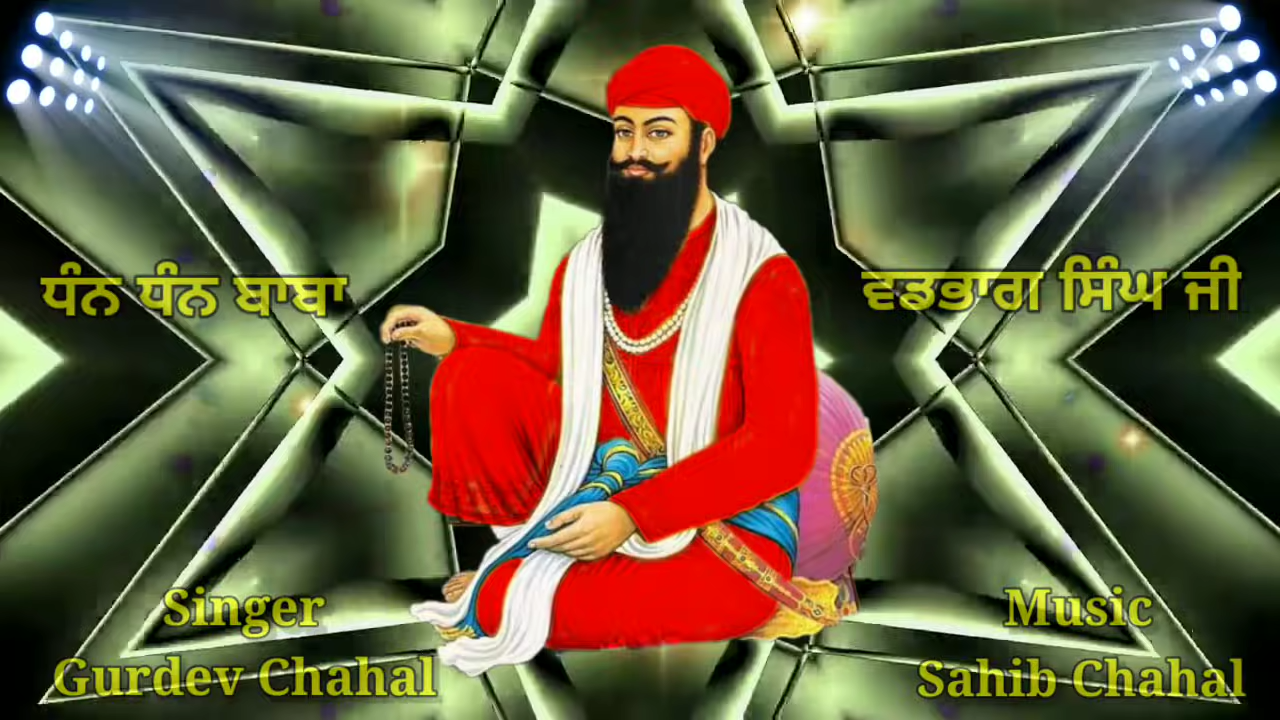 ਧੰਨ ਧੰਨ ਬਾਬਾ
ਵਡਭਾਗ ਸਿੰਘ ਜੀ
Singer
Gurdev Chahal
Music
Sahib Chahal